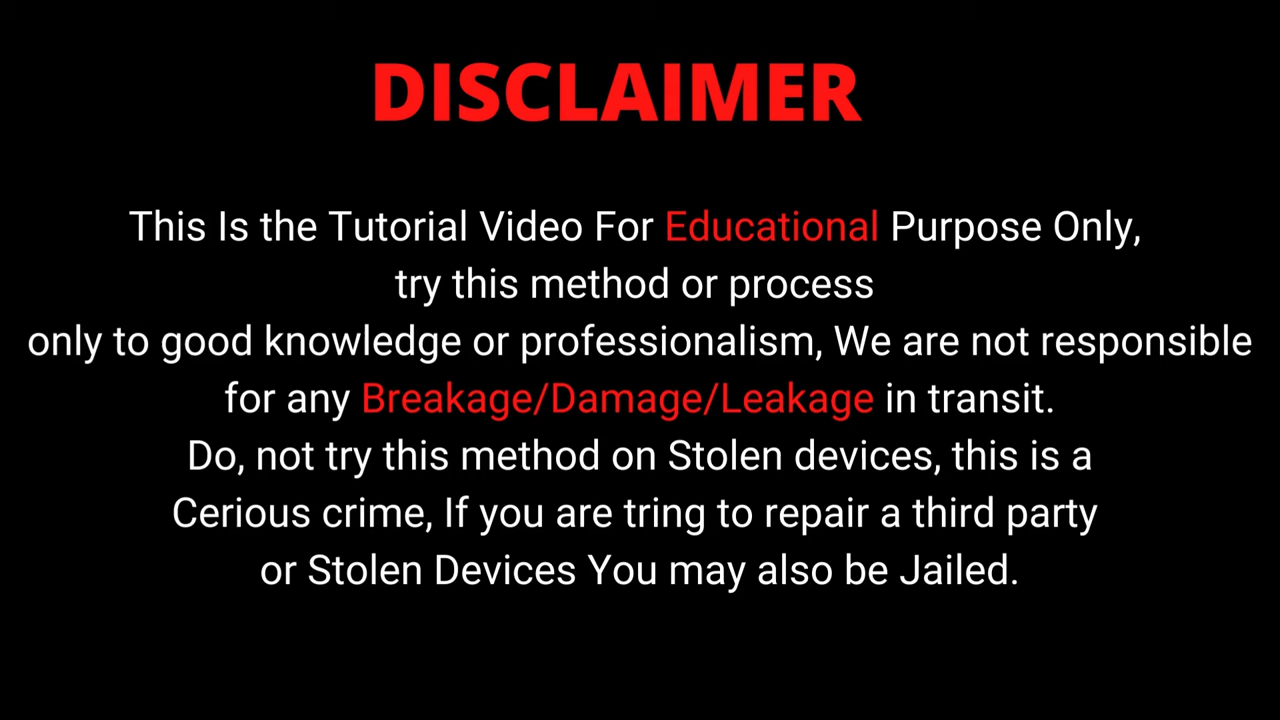 DISCLAIMER
This Is the Tutorial Video For Educational Purpose Only,
try this method or process
only to good knowledge or professionalism, We are not responsible
for any Breakage/Damage/Leakage in transit.
Do, not try this method on Stolen devices, this is a
Cerious crime, If you are tring to repair a third party
or Stolen Devices You may also be Jailed.